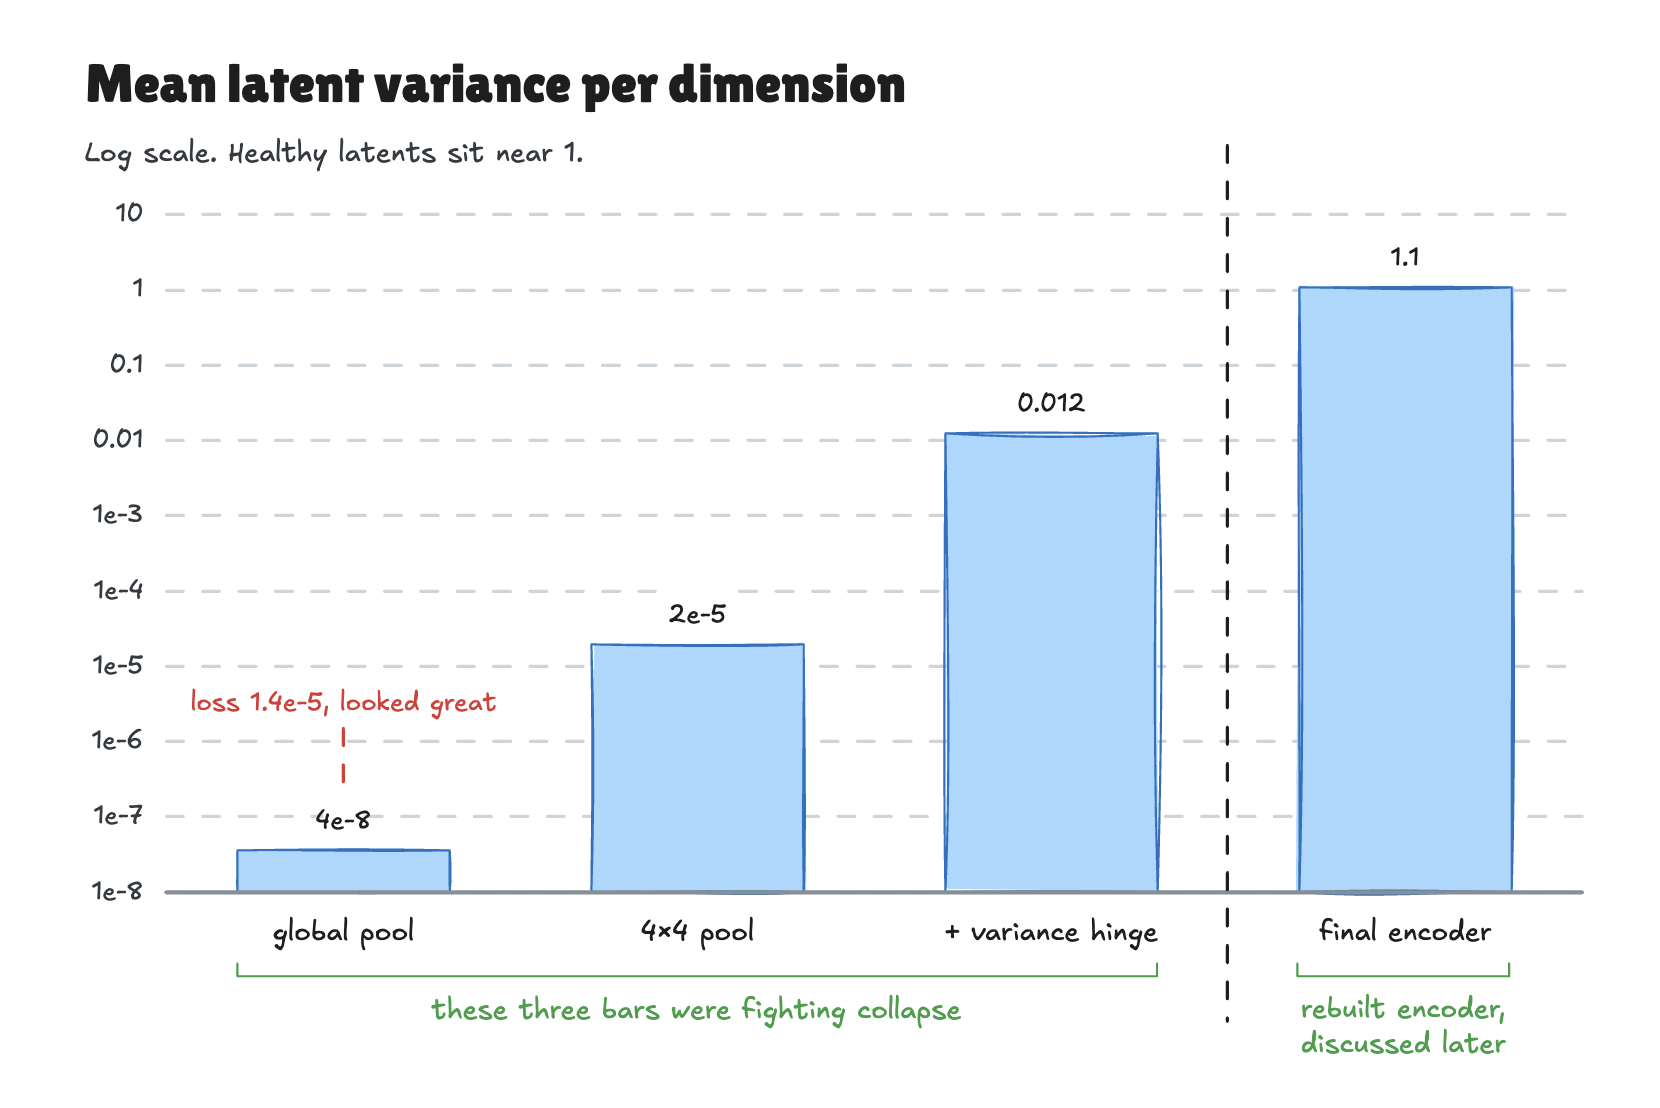 Mean latent variance per dimension
Log scale. Healthy latents sit near 1.
10
1
0.1
0.01
1e-3
1e-4
1e-5
1e-6
1e-7
1e-8
1.1
0.012
2e-5
loss 1.4e-5, looked great
4e-8
global pool
4×4 pool
+ variance hinge
final encoder
these three bars were fighting collapse
rebuilt encoder,
discussed later